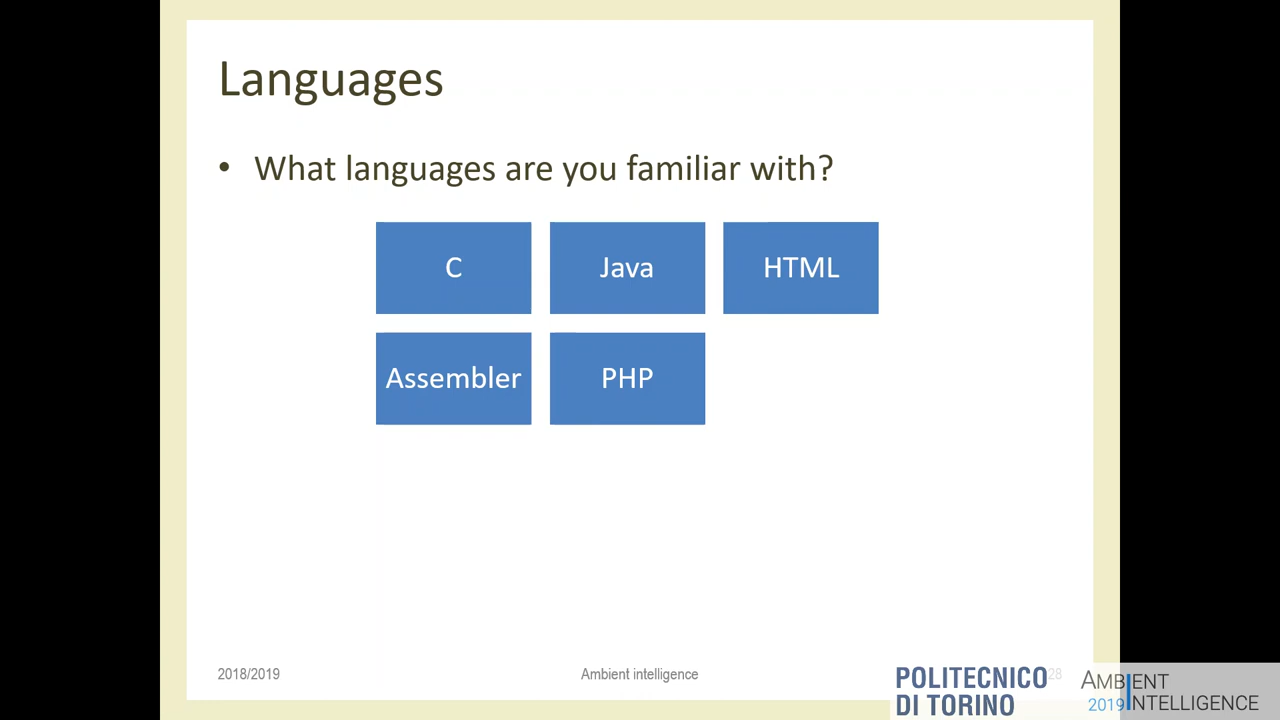 Languages
• What languages are you familiar with?
C Java HTML
Assembler PHP
2018/2019 Ambient intelligence 28
POLITECNICO
DI TORINO
AMBIENT
2019 INTELLIGENCE